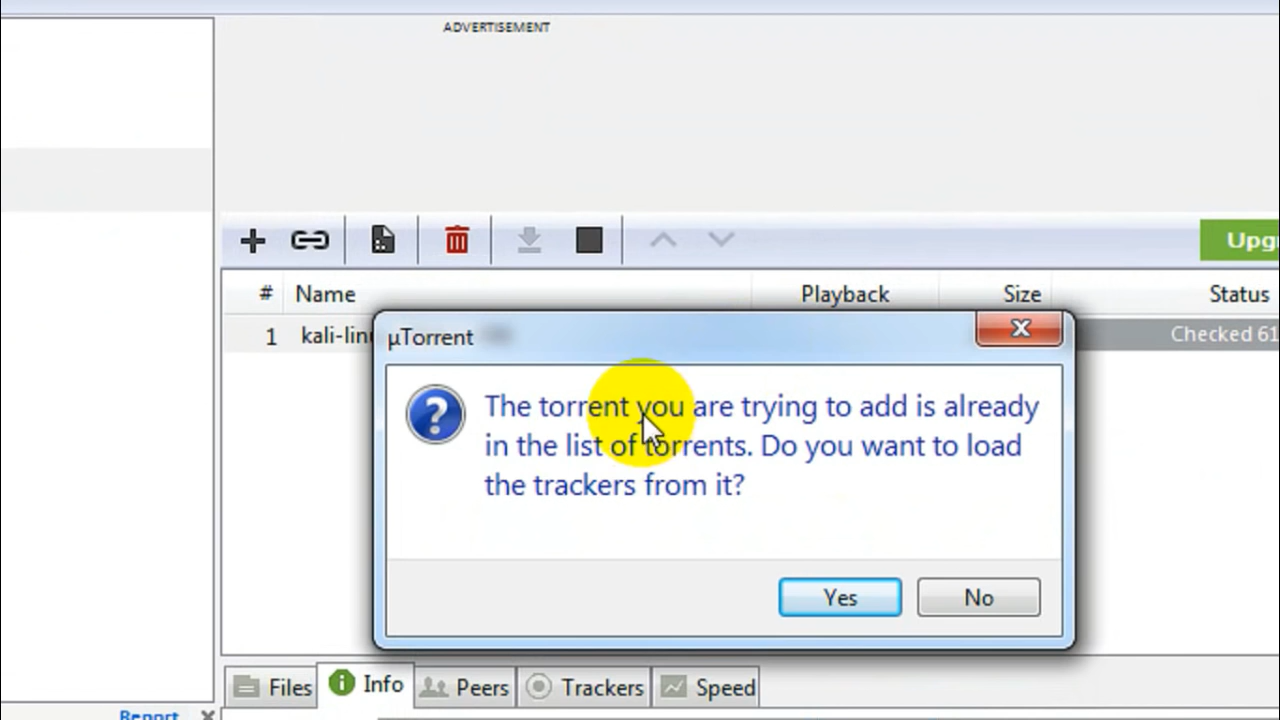 ADVERTISEMENT
Upg
# Name Playback Size Status
1 kali-linu Checked 61
µTorrent
The torrent you are trying to add is already
in the list of torrents. Do you want to load
the trackers from it?
Yes No
Files Info Peers Trackers Speed
Report